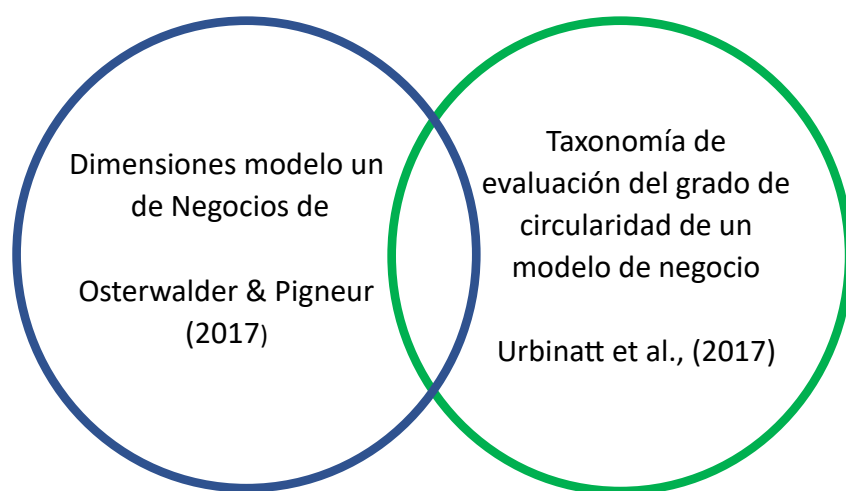 Dimensiones modelo un
de Negocios de
Osterwalder & Pigneur
(2017)
Taxonomía de
evaluación del grado de
circularidad de un
modelo de negocio
Urbinatt et al., (2017)